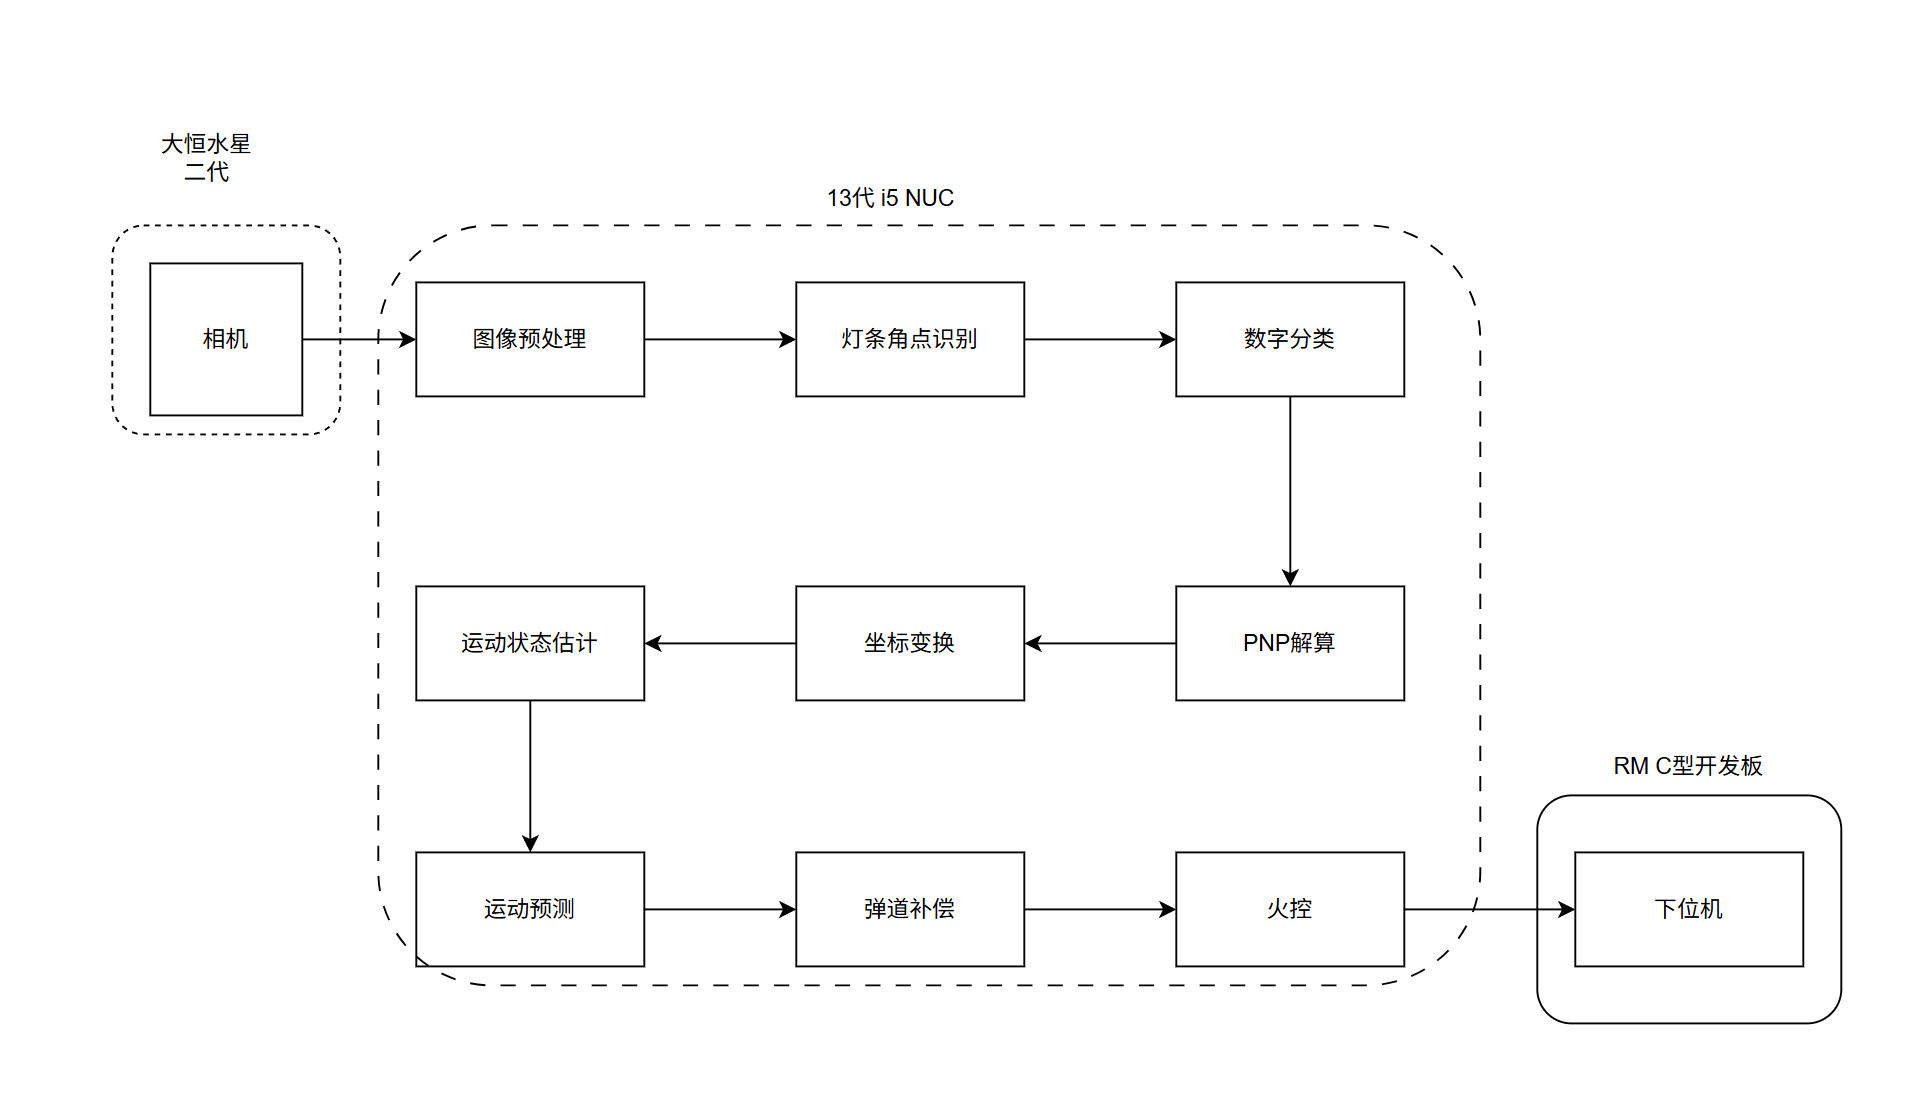 大恒水星
二代
13代 i5 NUC
相机
图像预处理
灯条角点识别
数字分类
运动状态估计
坐标变换
PNP解算
RM C型开发板
运动预测
弹道补偿
火控
下位机